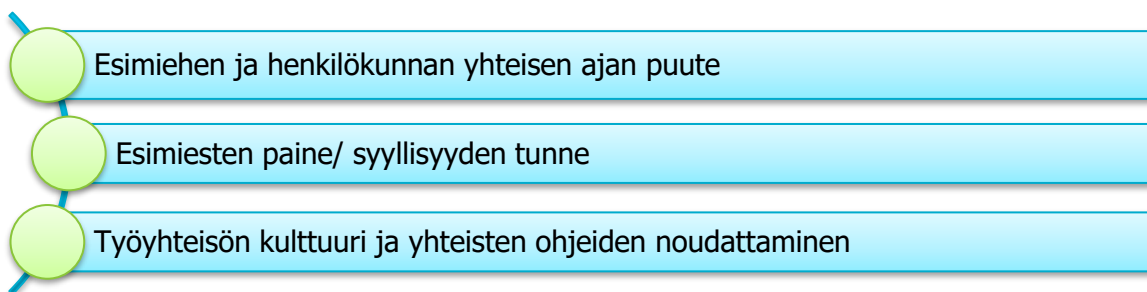 Esimiehen ja henkilökunnan yhteisen ajan puute
Esimiesten paine/ syyllisyyden tunne
Työyhteisön kulttuuri ja yhteisten ohjeiden noudattaminen